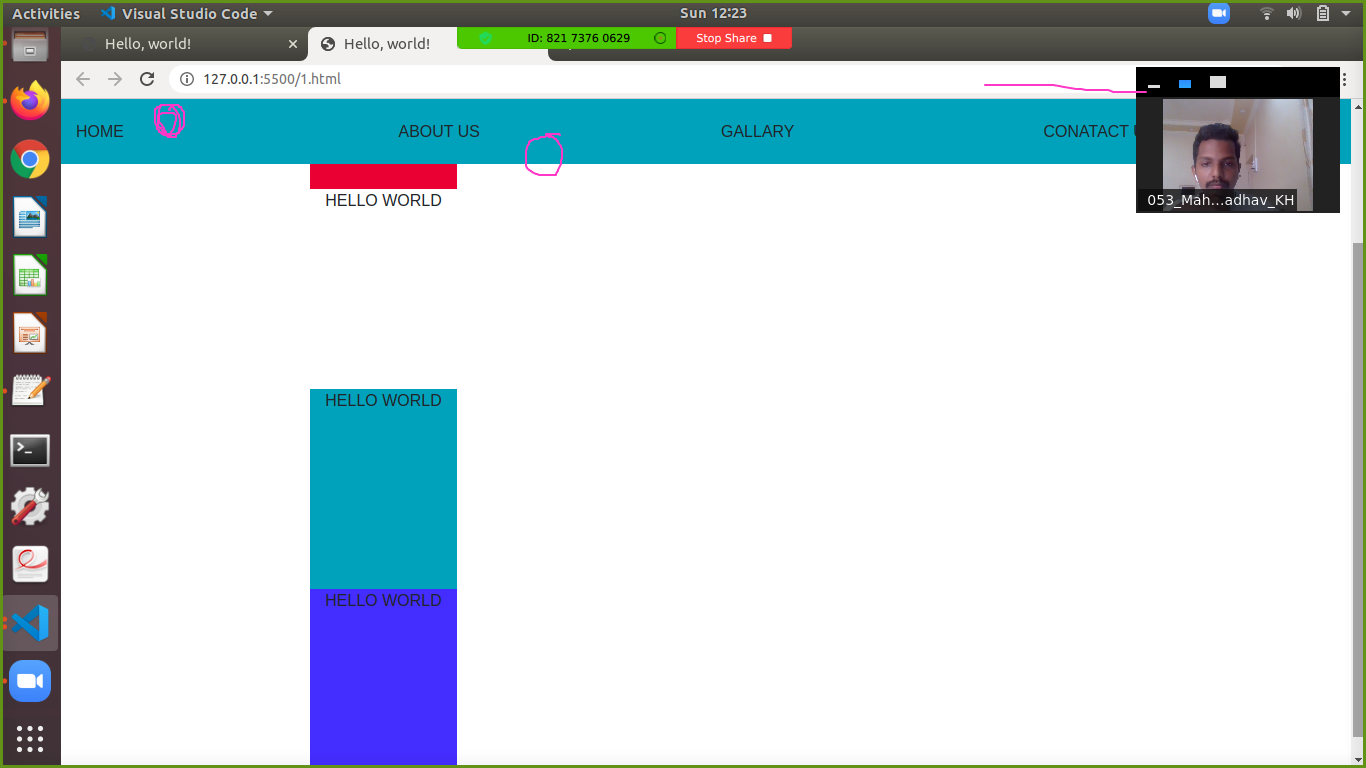 Activities Visual Studio Code Sun 12:23
Hello, world! Hello, world! ID: 821 7376 0629 Stop Share
127.0.0.1:5500/1.html
HOME ABOUT US GALLARY CONATACT
053_Mah...adhav_KH
HELLO WORLD
HELLO WORLD
HELLO WORLD